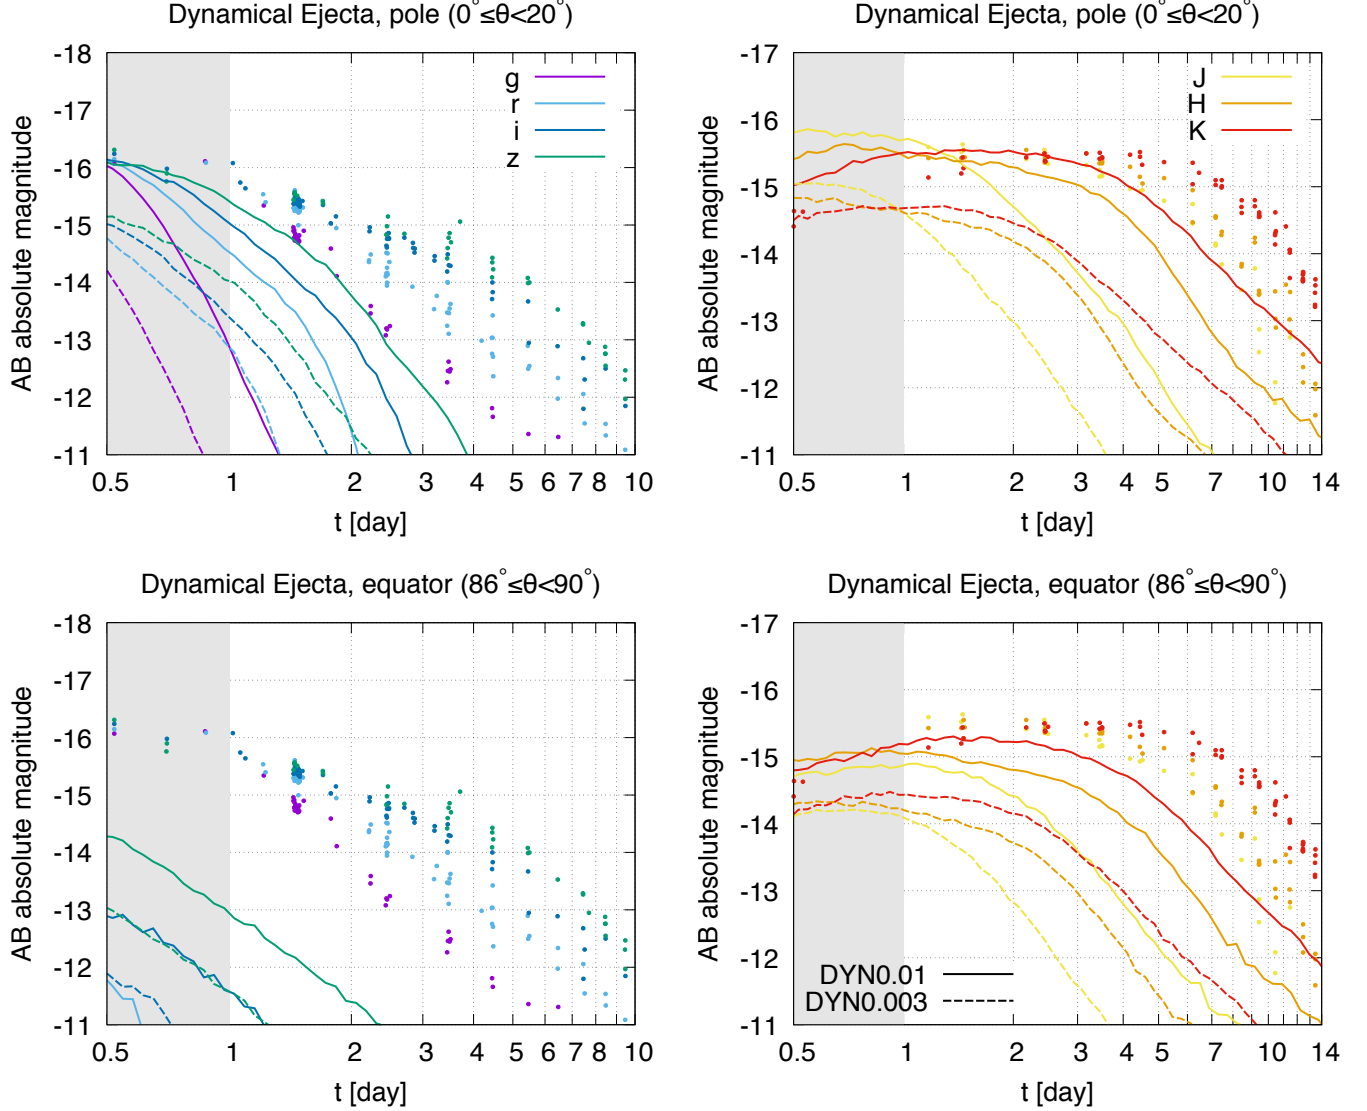 Dynamical Ejecta, pole (0°≤θ<20°)
-18
-17
-16
-15
-14
-13
-12
-11
AB absolute magnitude
g
r
i
z
0.5 1 2 3 4 5 6 7 8 10
t [day]
Dynamical Ejecta, pole (0°≤θ<20°)
-17
-16
-15
-14
-13
-12
-11
AB absolute magnitude
J
H
K
0.5 1 2 3 4 5 7 10 14
t [day]
Dynamical Ejecta, equator (86°≤θ<90°)
-18
-17
-16
-15
-14
-13
-12
-11
AB absolute magnitude
0.5 1 2 3 4 5 6 7 8 10
t [day]
Dynamical Ejecta, equator (86°≤θ<90°)
-17
-16
-15
-14
-13
-12
-11
AB absolute magnitude
DYN0.01
DYN0.003
0.5 1 2 3 4 5 7 10 14
t [day]